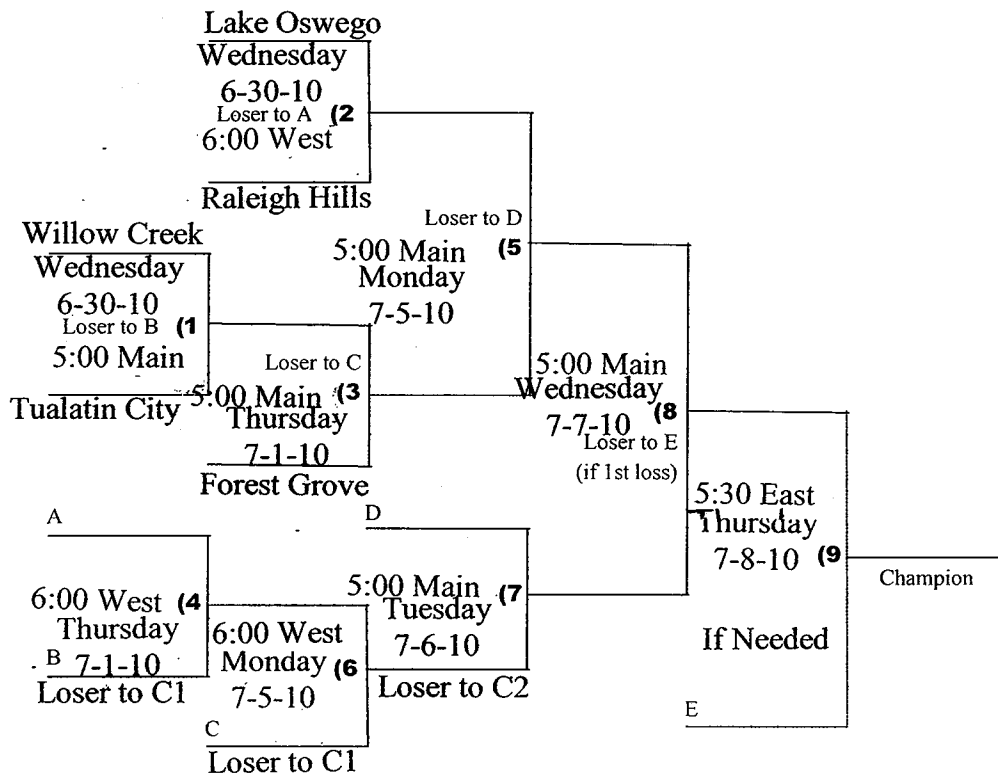 Lake Oswego
Wednesday
6-30-10
Loser to A (2
6:00 West
Raleigh Hills
Willow Creek
Wednesday
6-30-10
Loser to B (1
5:00 Main
Tualatin City
Loser to D
5:00 Main (5
Monday
7-5-10
Loser to C
5:00 Main (3
Thursday
7-1-10
Forest Grove
5:00 Main
Wednesday (8
7-7-10
Loser to E
(if 1st loss)
5:30 East
Thursday
7-8-10 (9
Champion
If Needed
E
A
6:00 West (4
Thursday
B 7-1-10
Loser to C1
6:00 West
Monday (6
7-5-10
C
Loser to C1
D
5:00 Main (7
Tuesday
7-6-10
Loser to C2